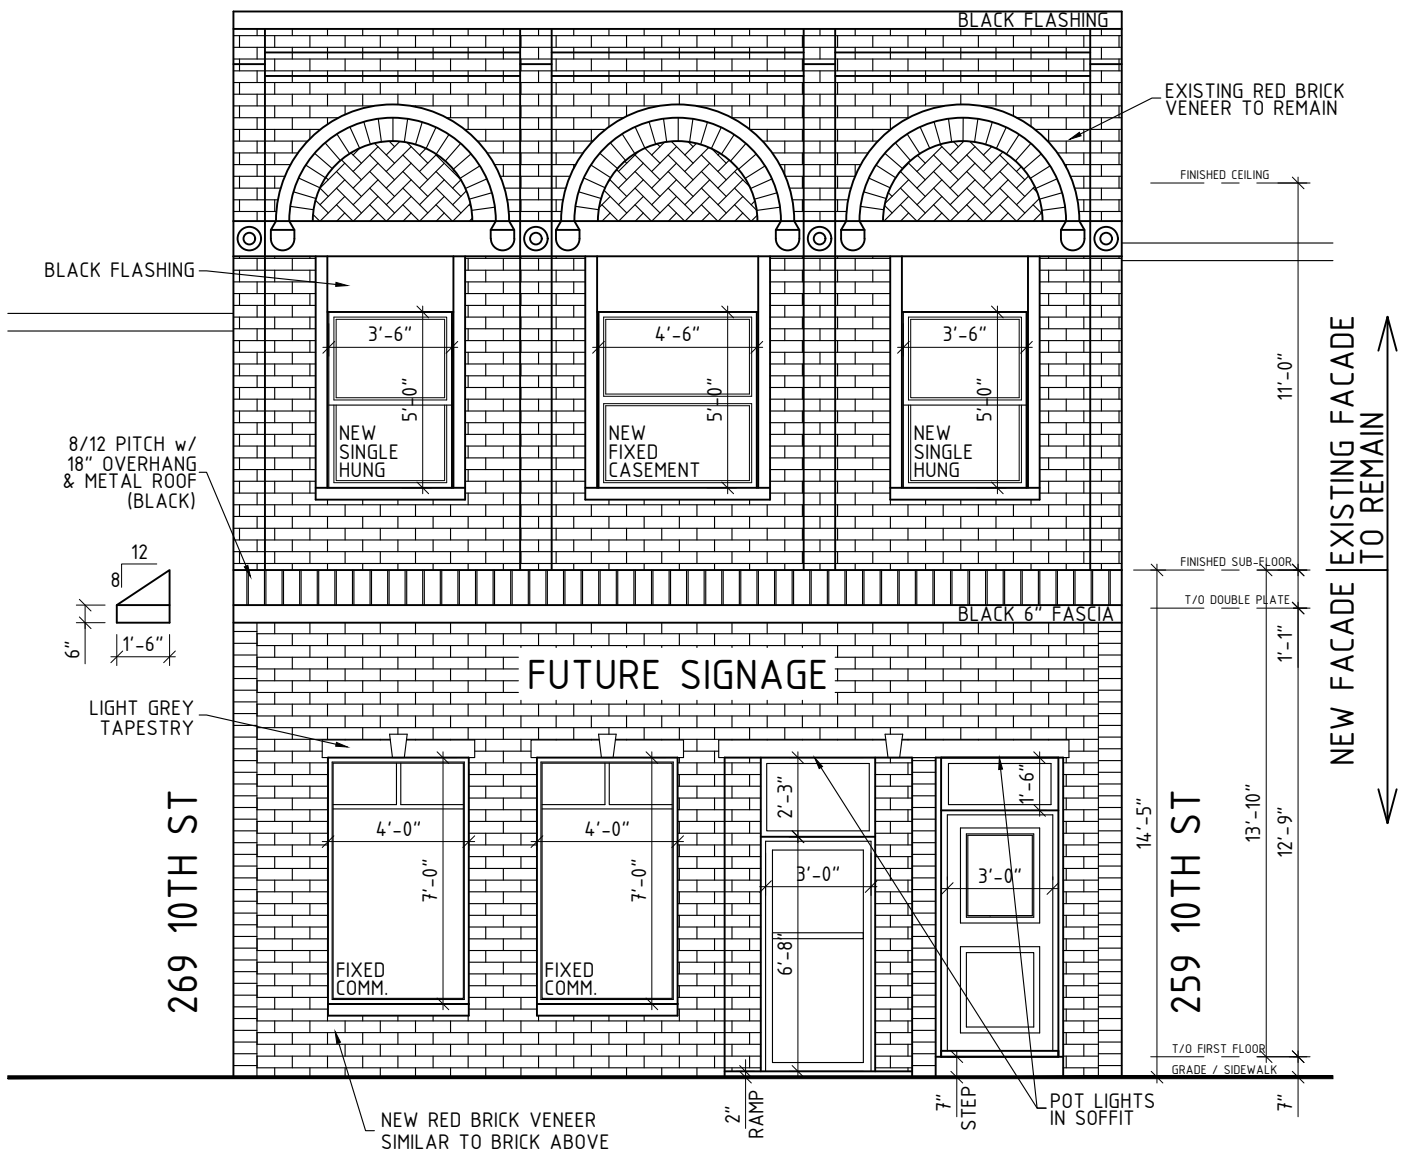 BLACK FLASHING
EXISTING RED BRICK
VENEER TO REMAIN
FINISHED CEILING
BLACK FLASHING
3'-6"
4'-6"
3'-6"
5'-0"
5'-0"
5'-0"
11'-0"
NEW
SINGLE
HUNG
NEW
FIXED
CASEMENT
NEW
SINGLE
HUNG
EXISTING FACADE
TO REMAIN
NEW FACADE
8/12 PITCH w/
18" OVERHANG
& METAL ROOF
(BLACK)
12
8
6"
1'-6"
FINISHED SUB-FLOOR
T/O DOUBLE PLATE
BLACK 6" FASCIA
1'-1"
FUTURE SIGNAGE
LIGHT GREY
TAPESTRY
269 10TH ST
4'-0"
7'-0"
FIXED
COMM.
4'-0"
7'-0"
FIXED
COMM.
2'-3"
3'-0"
6'-8"
1'-6"
3'-0"
14'-5"
259 10TH ST
13'-10"
12'-9"
T/O FIRST FLOOR
GRADE / SIDEWALK
NEW RED BRICK VENEER
SIMILAR TO BRICK ABOVE
2"
RAMP
7"
STEP
POT LIGHTS
IN SOFFIT
7"